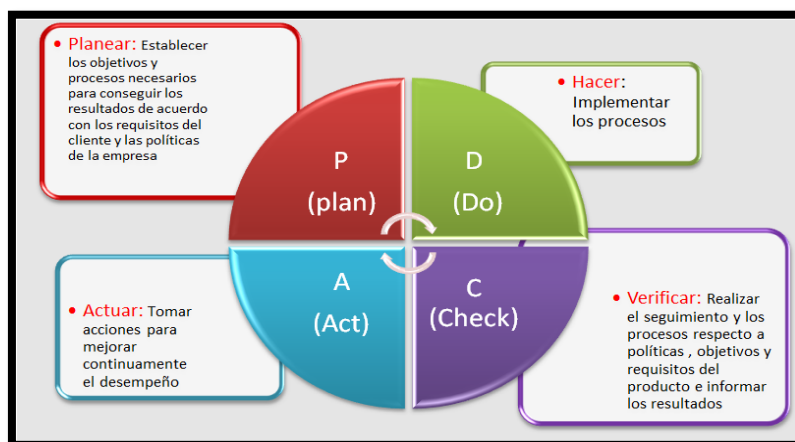 • Planear: Establecer
los objetivos y
procesos necesarios
para conseguir los
resultados de acuerdo
con los requisitos del
cliente y las políticas
de la empresa
P
(plan)
D
(Do)
• Hacer:
Implementar
los procesos
• Actuar: Tomar
acciones para
mejorar
continuamente
el desempeño
A
(Act)
C
(Check)
• Verificar: Realizar
el seguimiento y los
procesos respecto a
políticas , objetivos y
requisitos del
producto e informar
los resultados